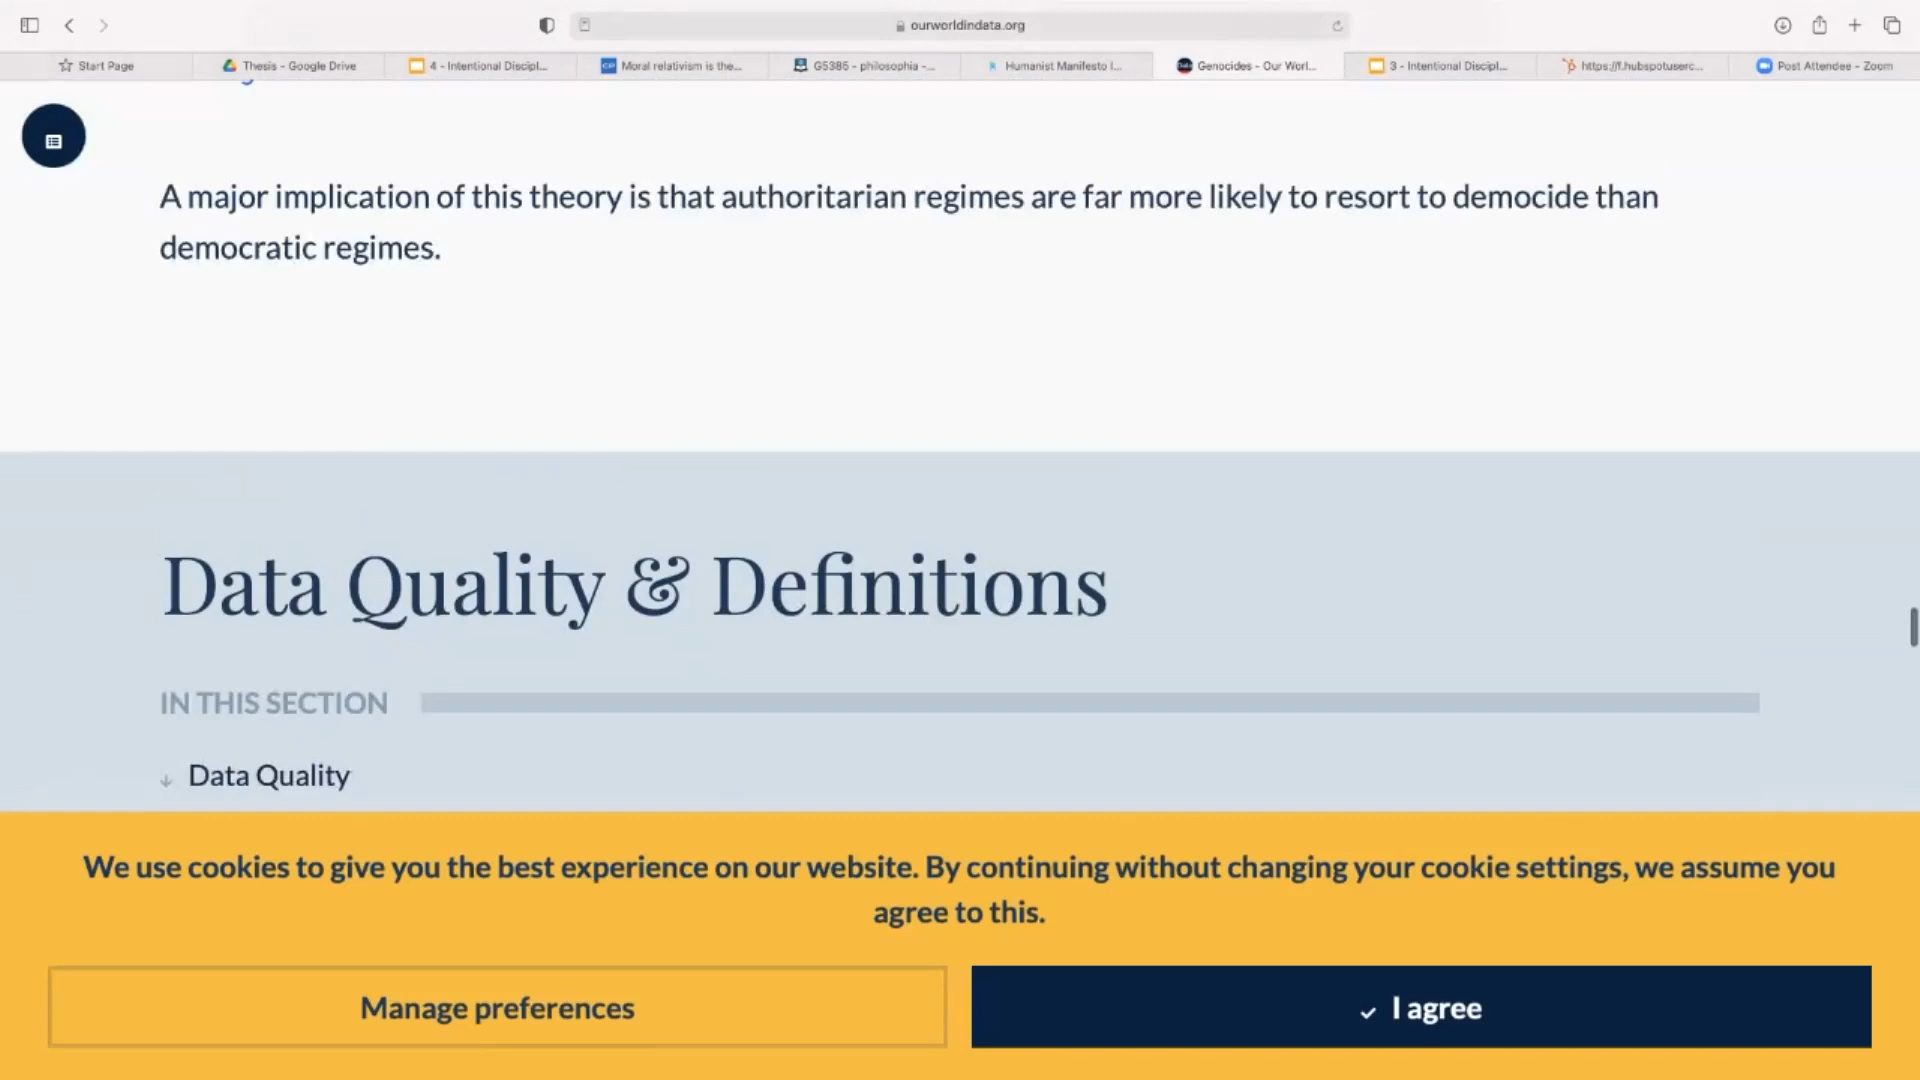 ourworldindata.org
Start Page
Thesis - Google Drive
4 - Intentional Discipl...
Moral relativism is the...
G5385 - philosophia -...
Humanist Manifesto I...
Genocides - Our Worl...
3 - Intentional Discipl...
https://f.hubspotuserc...
Post Attendee - Zoom
A major implication of this theory is that authoritarian regimes are far more likely to resort to democide than
democratic regimes.
Data Quality & Definitions
IN THIS SECTION
Data Quality
We use cookies to give you the best experience on our website. By continuing without changing your cookie settings, we assume you
agree to this.
Manage preferences
I agree